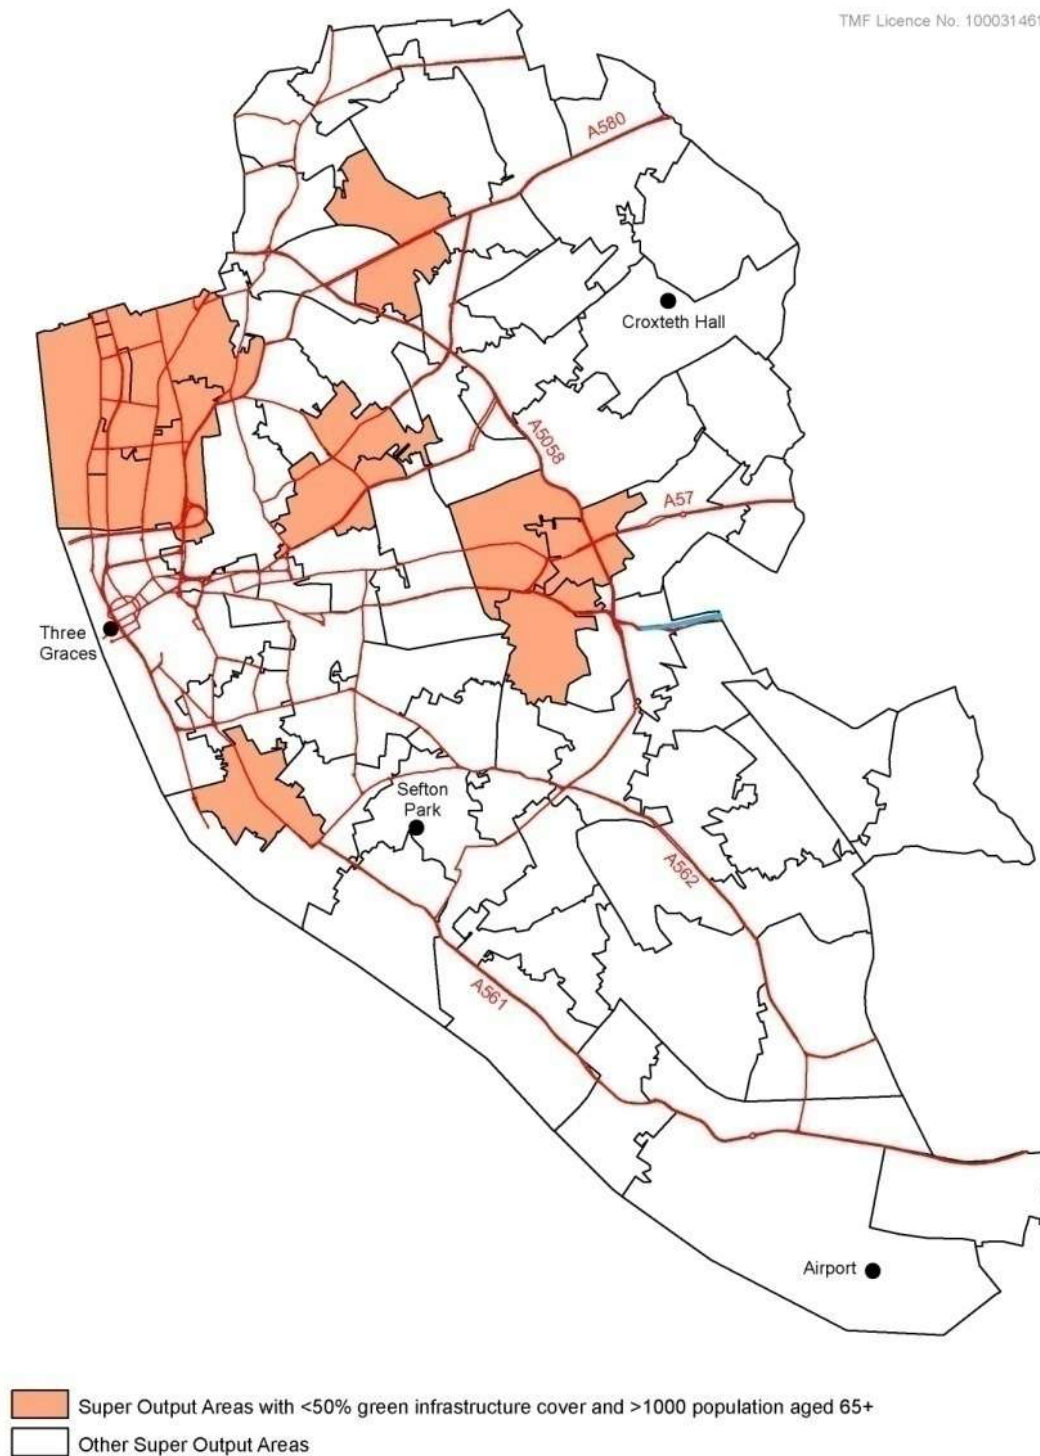 TMF Licence No. 100031461
A580
Croxteth Hall
A5058
A57
Three
Graces
Sefton
Park
A562
A561
Airport
Super Output Areas with <50% green infrastructure cover and >1000 population aged 65+
Other Super Output Areas